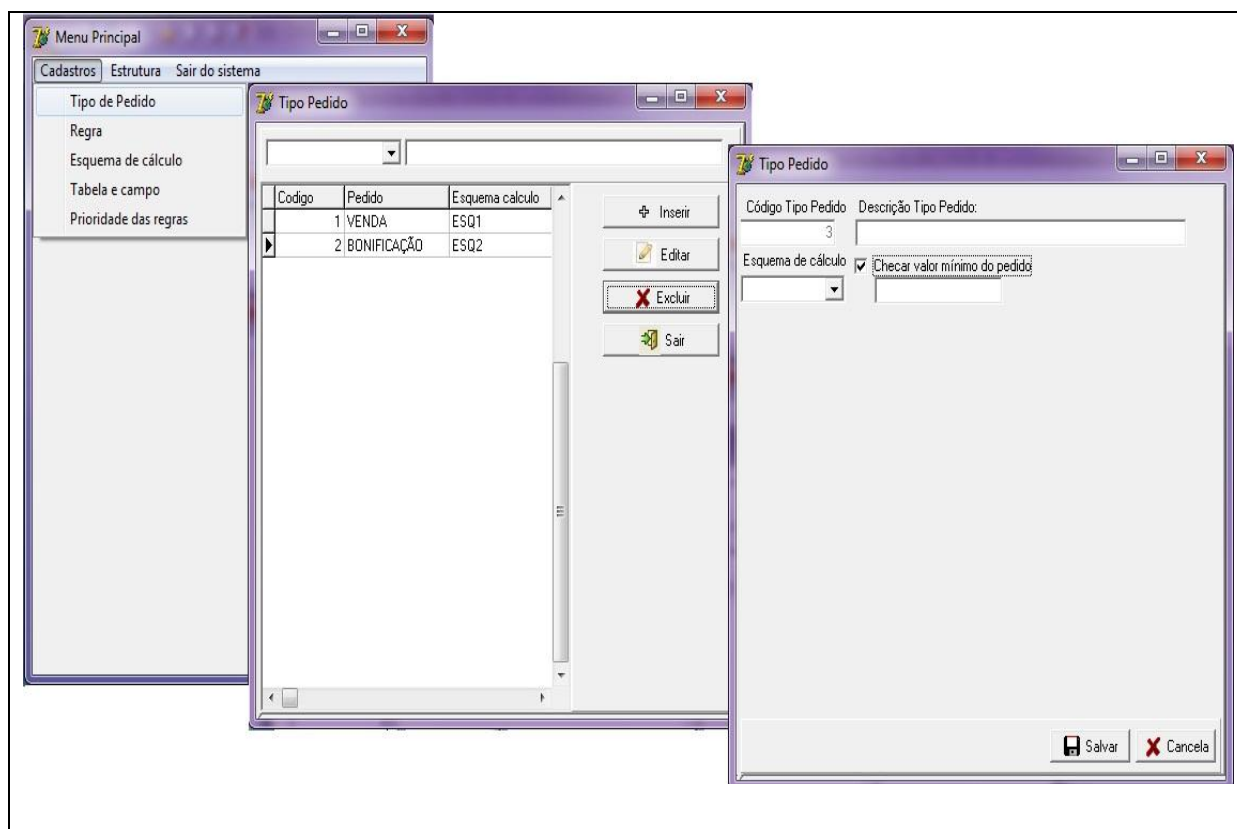 Menu Principal
Cadastros Estrutura Sair do sistema
Tipo de Pedido
Regra
Esquema de cálculo
Tabela e campo
Prioridade das regras
Tipo Pedido
Codigo Pedido Esquema calculo
1 VENDA ESQ1
2 BONIFICAÇÃO ESQ2
Inserir
Editar
Excluir
Sair
Tipo Pedido
Código Tipo Pedido Descrição Tipo Pedido:
3
Esquema de cálculo Checar valor mínimo do pedido
Salvar Cancela